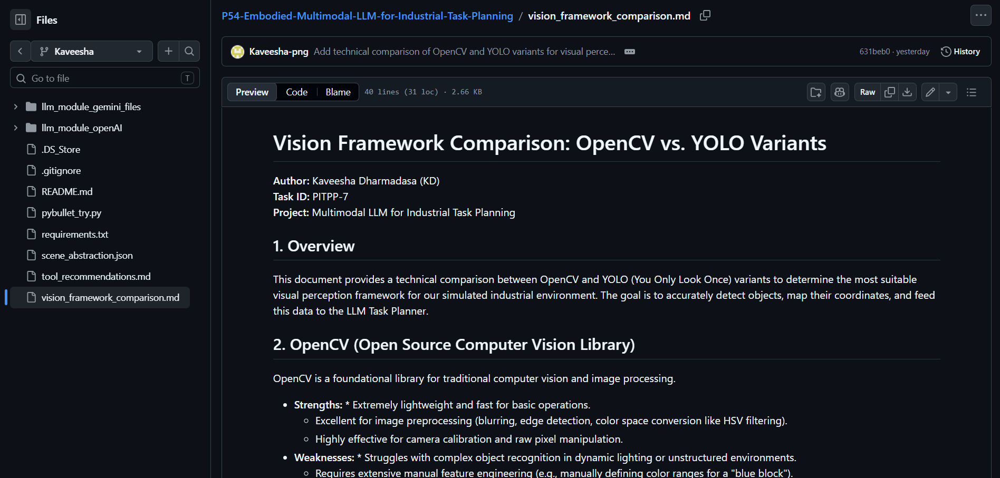 Files
Kaveesha
Go to file
T
llm_module_gemini_files
llm_module_openAI
.DS_Store
.gitignore
README.md
pybullet_try.py
requirements.txt
scene_abstraction.json
tool_recommendations.md
vision_framework_comparison.md
P54-Embodied-Multimodal-LLM-for-Industrial-Task-Planning / vision_framework_comparison.md
Kaveesha-png Add technical comparison of OpenCV and YOLO variants for visual perce...
631beb0 · yesterday
History
Preview Code Blame 40 lines (31 loc) · 2.66 KB
Raw
Vision Framework Comparison: OpenCV vs. YOLO Variants
Author: Kaveesha Dharmadasa (KD)
Task ID: PITPP-7
Project: Multimodal LLM for Industrial Task Planning
1. Overview
This document provides a technical comparison between OpenCV and YOLO (You Only Look Once) variants to determine the most suitable
visual perception framework for our simulated industrial environment. The goal is to accurately detect objects, map their coordinates, and feed
this data to the LLM Task Planner.
2. OpenCV (Open Source Computer Vision Library)
OpenCV is a foundational library for traditional computer vision and image processing.
• Strengths: * Extremely lightweight and fast for basic operations.
○ Excellent for image preprocessing (blurring, edge detection, color space conversion like HSV filtering).
○ Highly effective for camera calibration and raw pixel manipulation.
• Weaknesses: * Struggles with complex object recognition in dynamic lighting or unstructured environments.
○ Requires extensive manual feature engineering (e.g., manually defining color ranges for a "blue block").